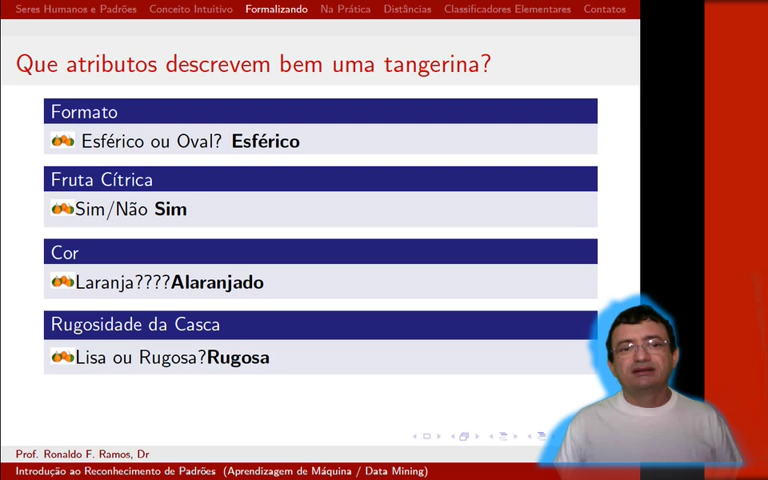 Seres Humanos e Padrões Conceito Intuitivo Formalizando Na Prática Distâncias Classificadores Elementares Contatos
Que atributos descrevem bem uma tangerina?
Formato
Esférico ou Oval? Esférico
Fruta Cítrica
Sim/Não Sim
Cor
Laranja????Alaranjado
Rugosidade da Casca
Lisa ou Rugosa?Rugosa
Prof. Ronaldo F. Ramos, Dr
Introdução ao Reconhecimento de Padrões (Aprendizagem de Máquina / Data Mining)